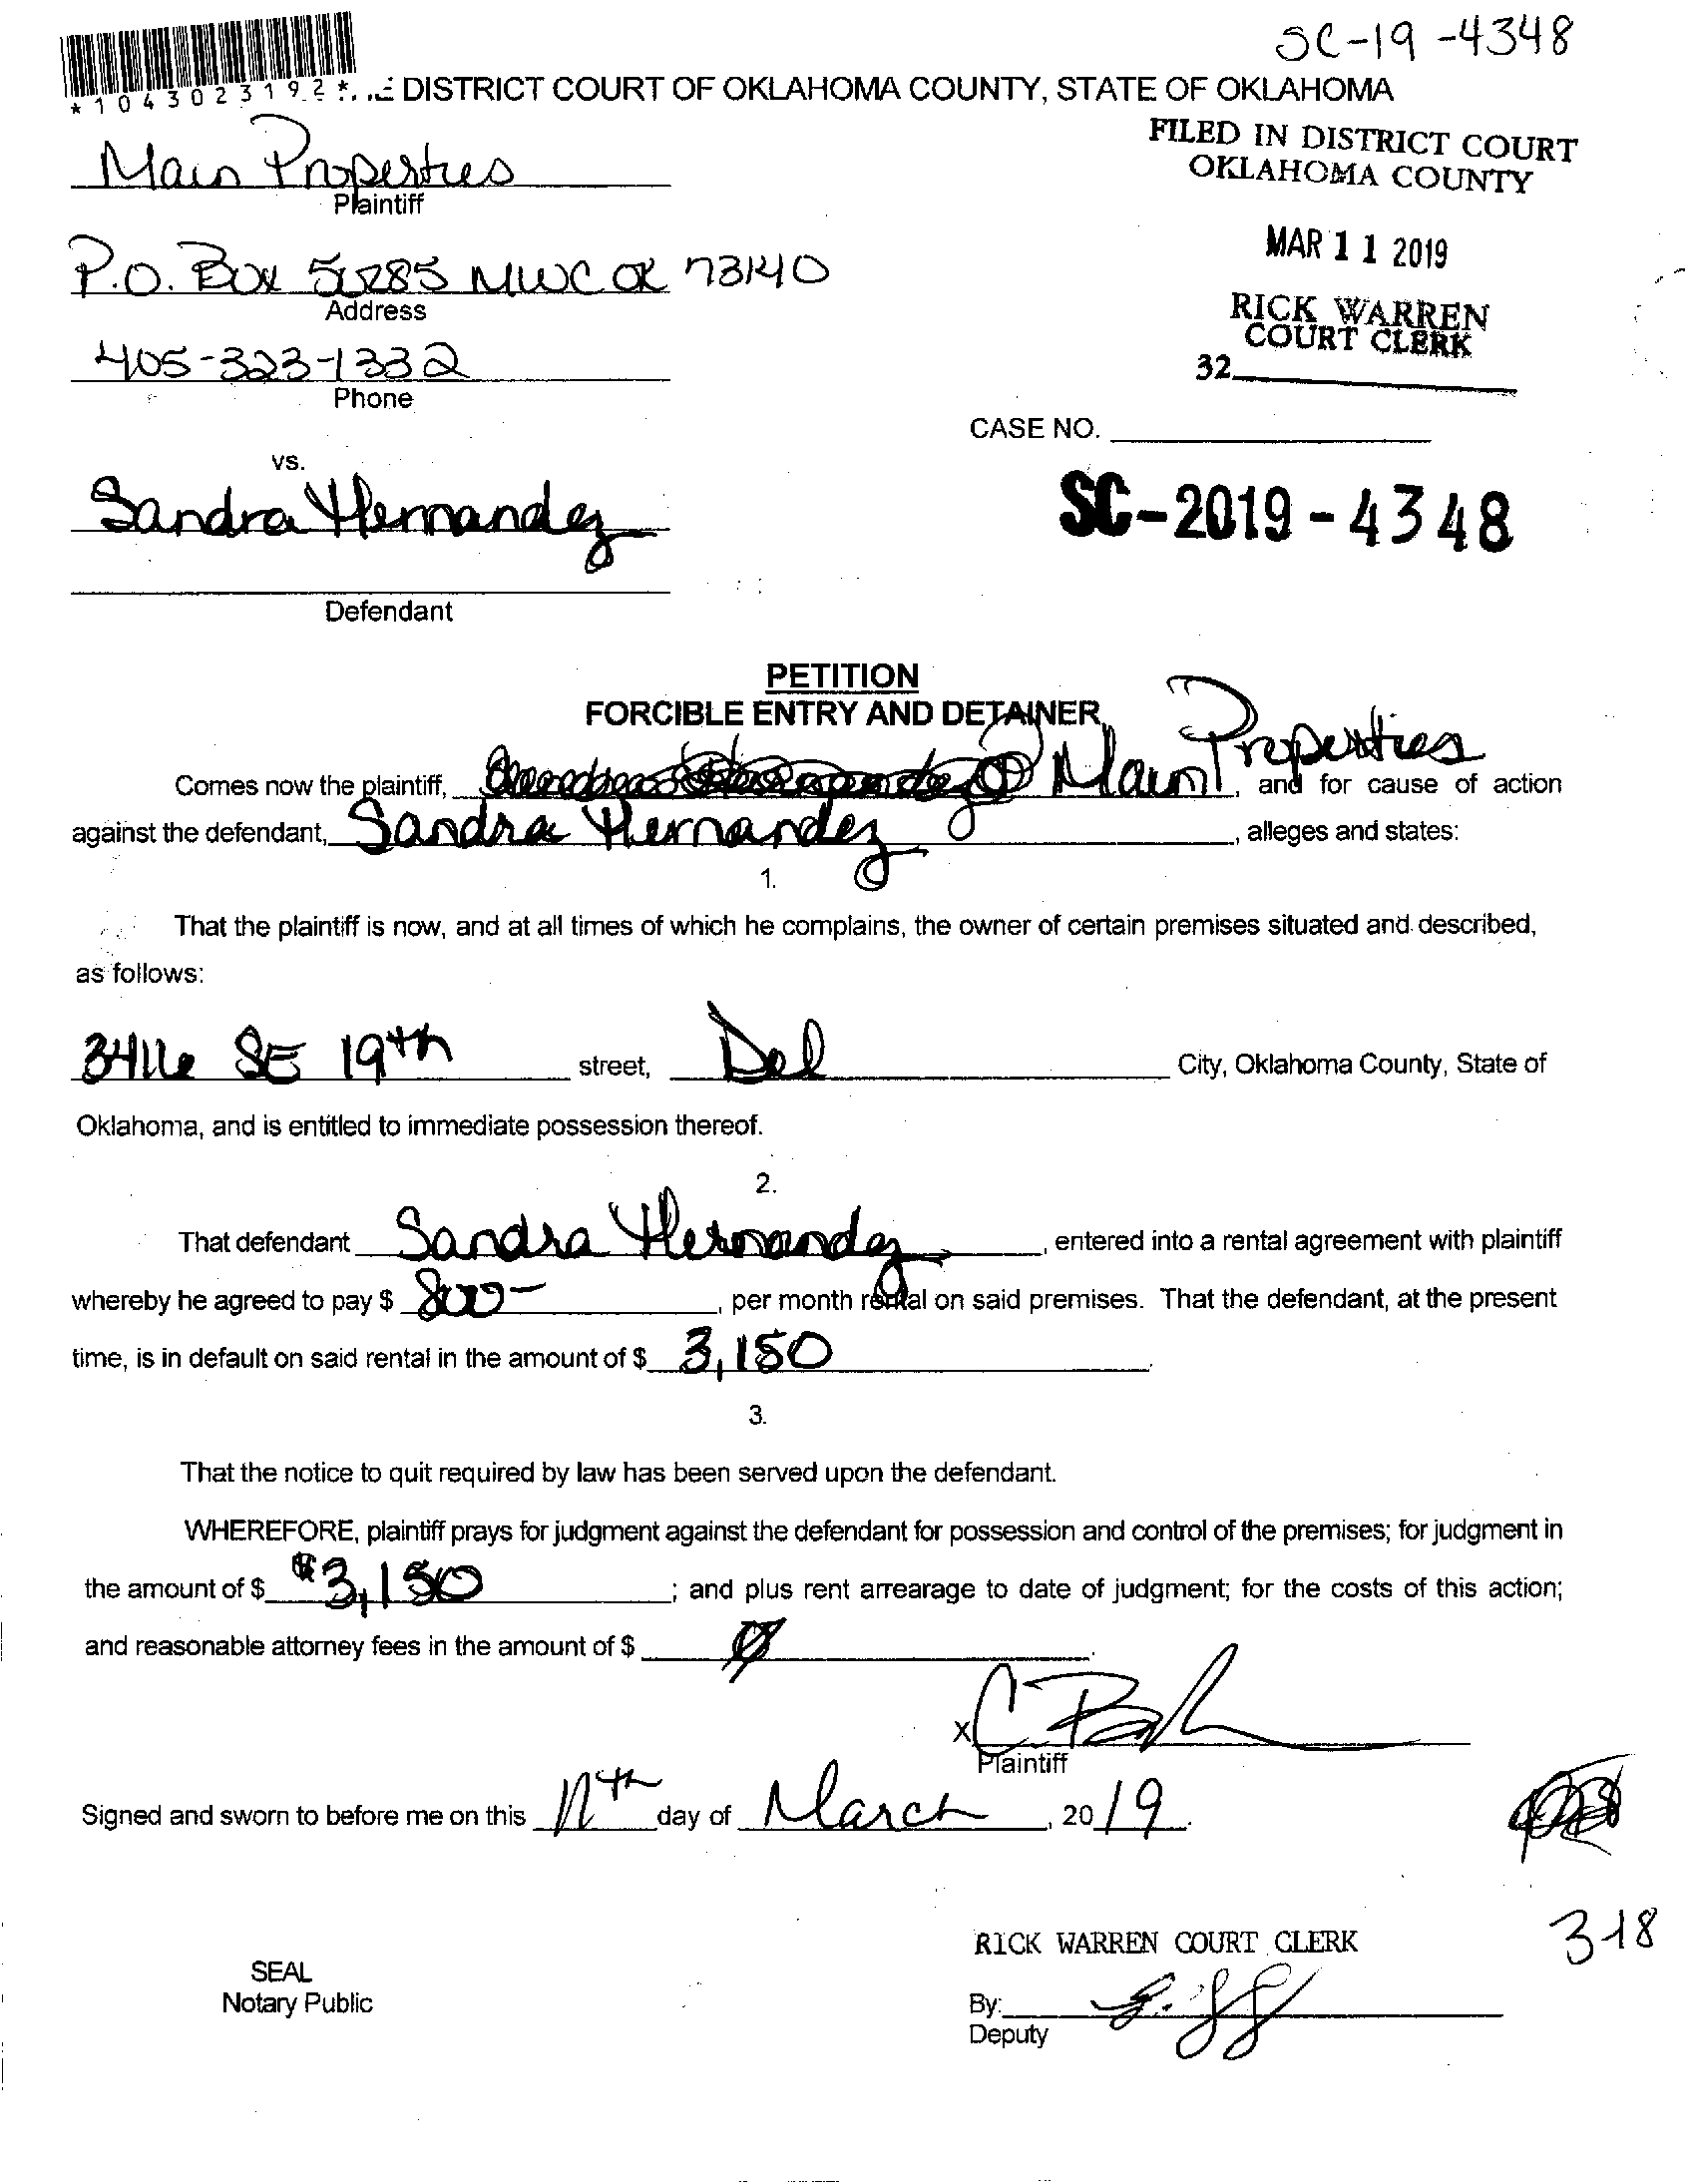 SC-19-4348
*1043023192*
DISTRICT COURT OF OKLAHOMA COUNTY, STATE OF OKLAHOMA
FILED IN DISTRICT COURT
OKLAHOMA COUNTY
Main Properties
Plaintiff
MAR 11 2019
P.O. Box MWC OK 73140
Address
RICK WARREN
COURT CLERK
405-323-1332
32
Phone
CASE NO.
vs.
Sandra Hernandez
SC-2019-4348
Defendant
PETITION
FORCIBLE ENTRY AND DETAINER
Comes now the plaintiff, Main Properties, and for cause of action
against the defendant, Sandra Hernandez, alleges and states:
1.
That the plaintiff is now, and at all times of which he complains, the owner of certain premises situated and described,
as follows:
3416 SE 19th street, Del City, Oklahoma County, State of
Oklahoma, and is entitled to immediate possession thereof.
2.
That defendant Sandra Hernandez, entered into a rental agreement with plaintiff
whereby he agreed to pay $ 800-, per month rental on said premises. That the defendant, at the present
time, is in default on said rental in the amount of $ 3,150.
3.
That the notice to quit required by law has been served upon the defendant.
WHEREFORE, plaintiff prays for judgment against the defendant for possession and control of the premises; for judgment in
the amount of $ $3,150; and plus rent arrearage to date of judgment; for the costs of this action;
and reasonable attorney fees in the amount of $ Ø.
X C.
Plaintiff
Signed and sworn to before me on this 11th day of March, 2019.
318
RICK WARREN COURT CLERK
SEAL
Notary Public
By:
Deputy